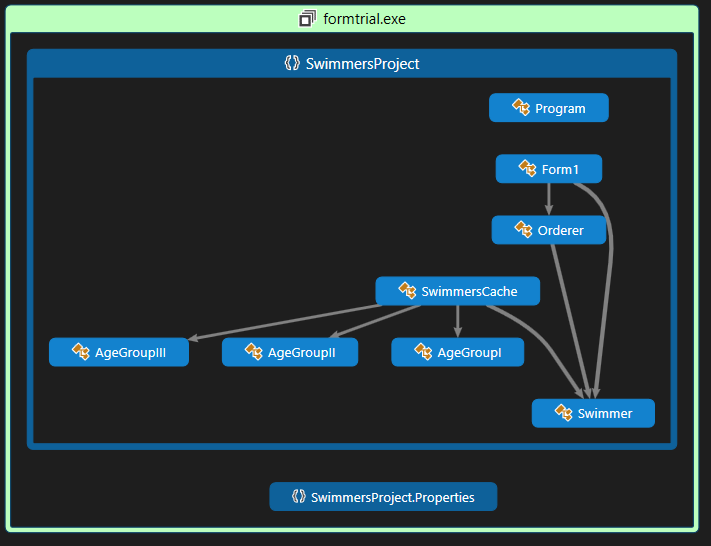 formtrial.exe
SwimmersProject
Program
Form1
Orderer
SwimmersCache
AgeGroupIII
AgeGroupII
AgeGroupI
Swimmer
SwimmersProject.Properties